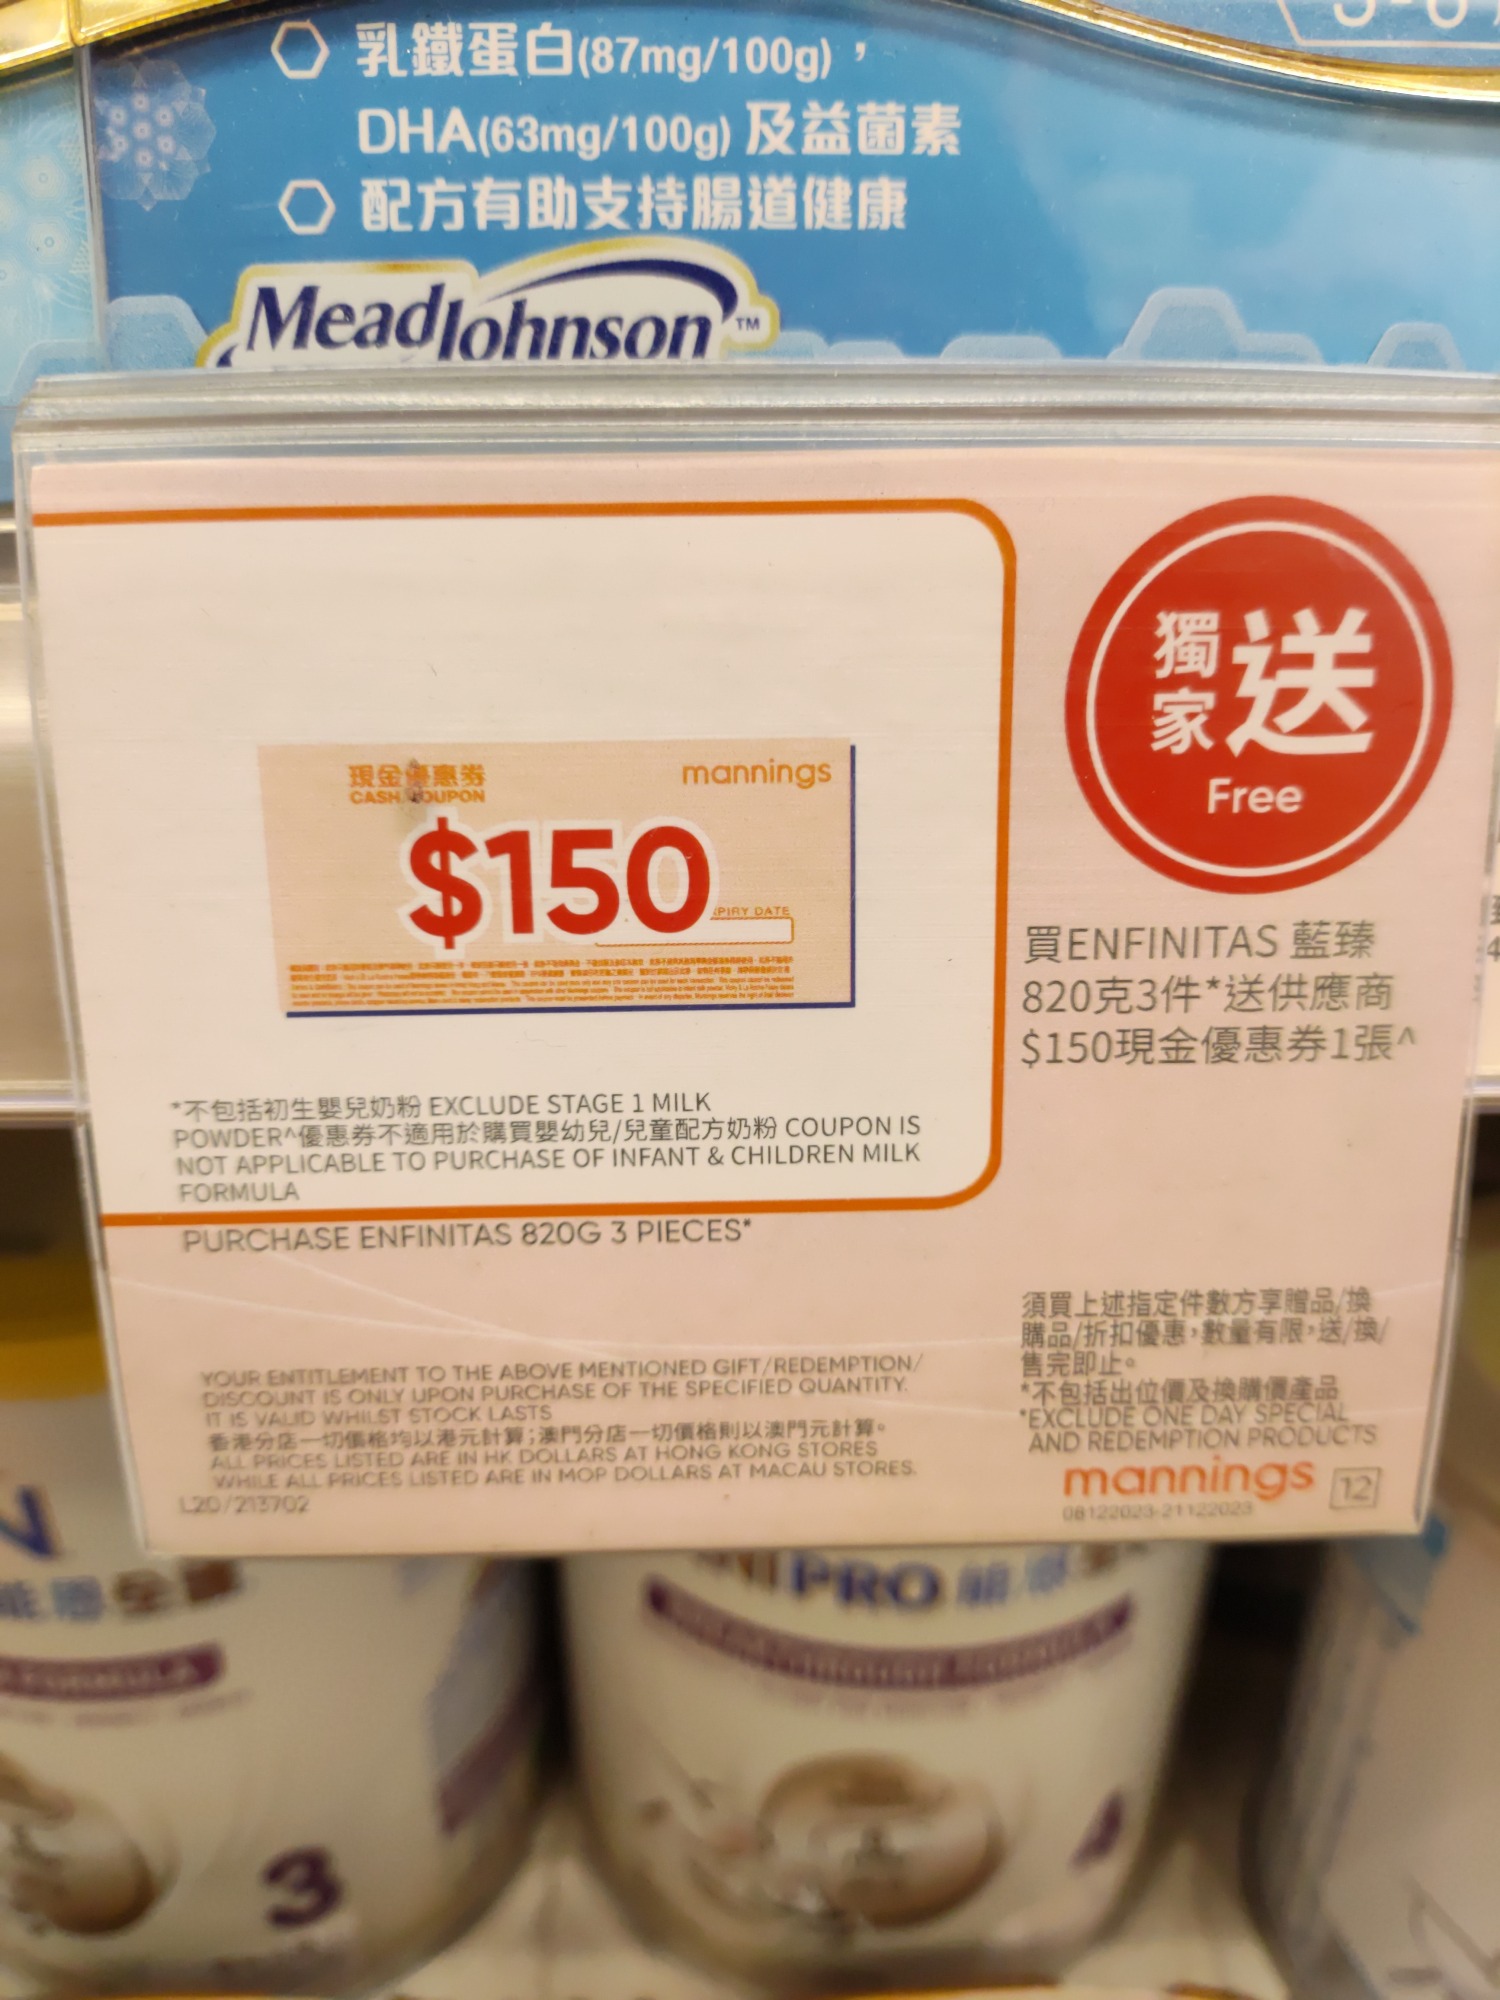 乳鐵蛋白(87mg/100g)，
DHA(63mg/100g) 及益菌素
配方有助支持腸道健康
MeadJohnson™
獨家送
Free
現金優惠券
mannings
CASH COUPON
$150
PIRY DATE
買ENFINITAS 藍臻
820克3件*送供應商
$150現金優惠券1張^
*不包括初生嬰兒奶粉 EXCLUDE STAGE 1 MILK
POWDER^優惠券不適用於購買嬰幼兒/兒童配方奶粉 COUPON IS
NOT APPLICABLE TO PURCHASE OF INFANT & CHILDREN MILK
FORMULA
PURCHASE ENFINITAS 820G 3 PIECES*
須買上述指定件數方享贈品/換
購品/折扣優惠，數量有限，送/換/
售完即止。
*不包括出位價及換購價產品
*EXCLUDE ONE DAY SPECIAL
AND REDEMPTION PRODUCTS
YOUR ENTITLEMENT TO THE ABOVE MENTIONED GIFT/REDEMPTION/
DISCOUNT IS ONLY UPON PURCHASE OF THE SPECIFIED QUANTITY.
IT IS VALID WHILST STOCK LASTS
香港分店一切價格均以港元計算；澳門分店一切價格則以澳門元計算。
ALL PRICES LISTED ARE IN HK DOLLARS AT HONG KONG STORES
WHILE ALL PRICES LISTED ARE IN MOP DOLLARS AT MACAU STORES.
L2D/213702
mannings 12
08122023-21122023
PRO
3
4